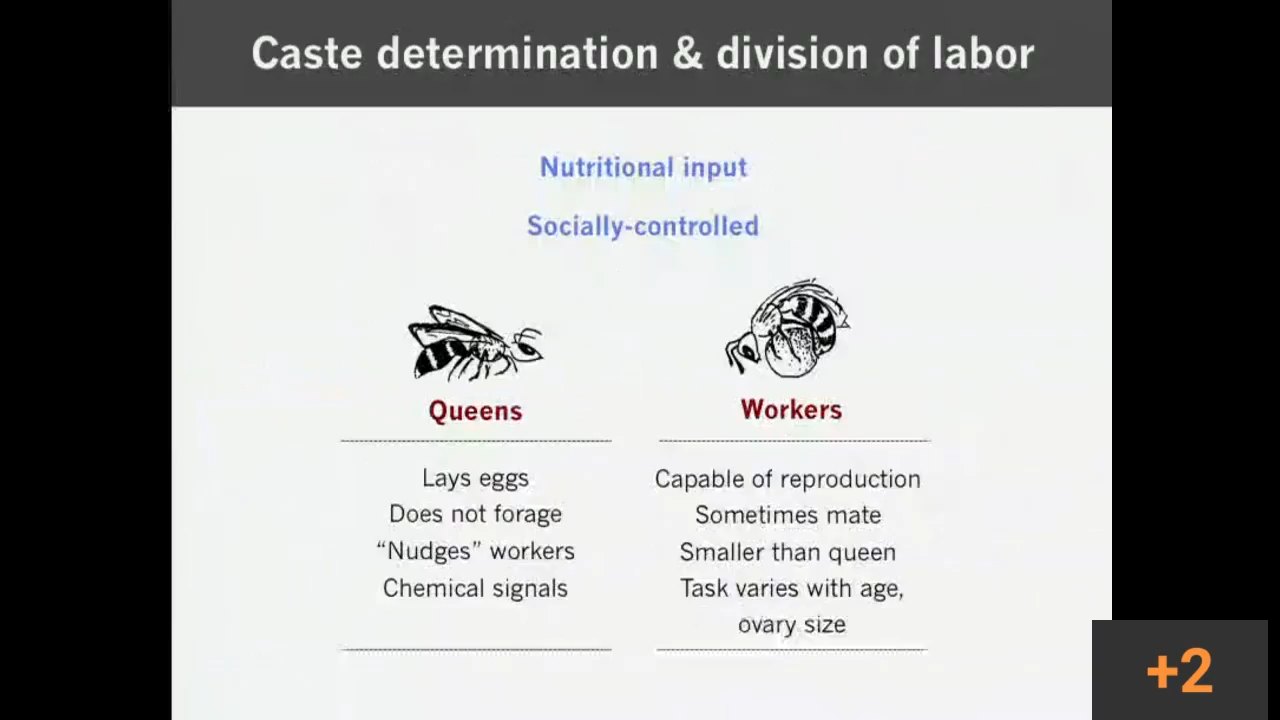 Caste determination & division of labor
Nutritional input
Socially-controlled
Queens
Lays eggs
Does not forage
“Nudges” workers
Chemical signals
Workers
Capable of reproduction
Sometimes mate
Smaller than queen
Task varies with age,
ovary size
+2